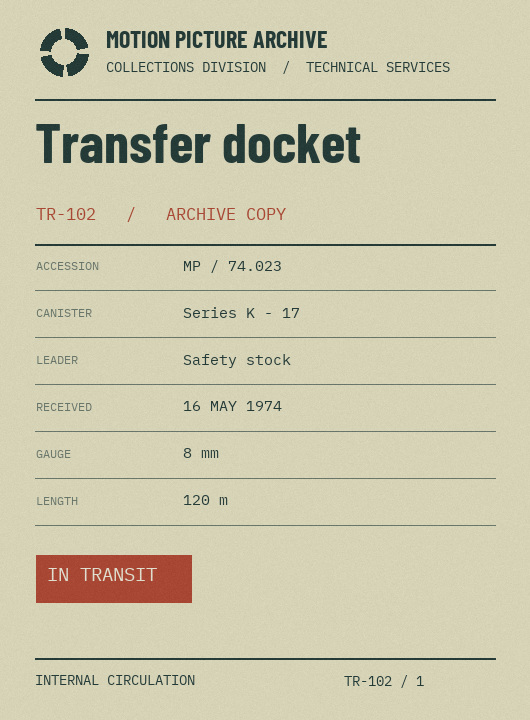 MOTION PICTURE ARCHIVE
COLLECTIONS DIVISION / TECHNICAL SERVICES
Transfer docket
TR-102 / ARCHIVE COPY
ACCESSION MP / 74.023
CANISTER Series K - 17
LEADER Safety stock
RECEIVED 16 MAY 1974
GAUGE 8 mm
LENGTH 120 m
IN TRANSIT
INTERNAL CIRCULATION TR-102 / 1